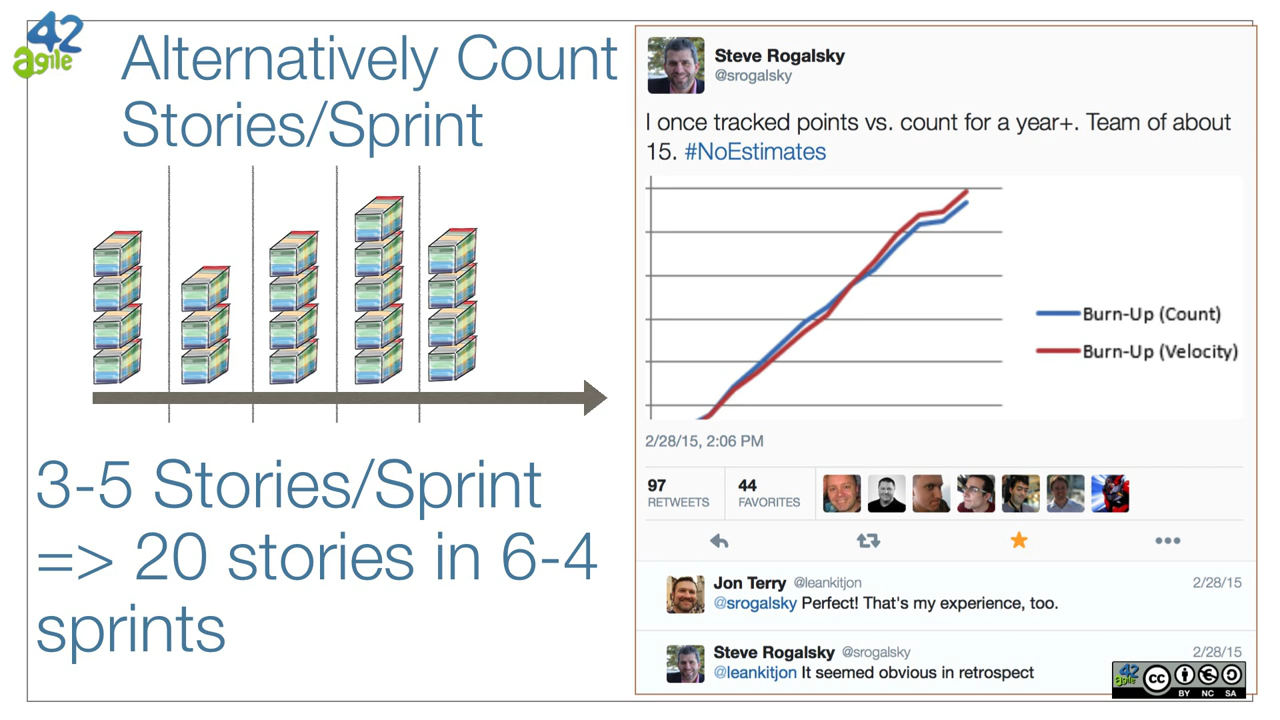 42
agile
Alternatively Count
Stories/Sprint
3-5 Stories/Sprint
=> 20 stories in 6-4
sprints
Steve Rogalsky
@srogalsky
I once tracked points vs. count for a year+. Team of about
15. #NoEstimates
Burn-Up (Count)
Burn-Up (Velocity)
2/28/15, 2:06 PM
97
RETWEETS
44
FAVORITES
Jon Terry @leankitjon 2/28/15
@srogalsky Perfect! That's my experience, too.
Steve Rogalsky @srogalsky 2/28/15
@leankitjon It seemed obvious in retrospect
42
agile
cc
BY NC SA